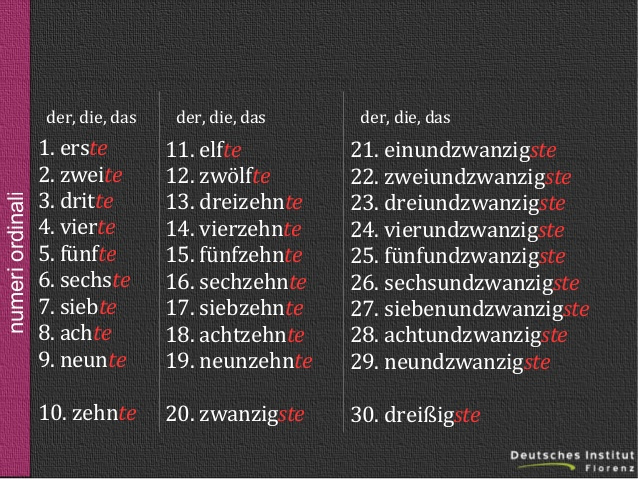 numeri ordinali
der, die, das
1. erste
2. zweite
3. dritte
4. vierte
5. fünfte
6. sechste
7. siebte
8. achte
9. neunte
10. zehnte
der, die, das
11. elfte
12. zwölfte
13. dreizehnte
14. vierzehnte
15. fünfzehnte
16. sechzehnte
17. siebzehnte
18. achtzehnte
19. neunzehnte
20. zwanzigste
der, die, das
21. einundzwanzigste
22. zweiundzwanzigste
23. dreiundzwanzigste
24. vierundzwanzigste
25. fünfundzwanzigste
26. sechsundzwanzigste
27. siebenundzwanzigste
28. achtundzwanzigste
29. neundzwanzigste
30. dreißigste
Deutsches Institut
Florenz